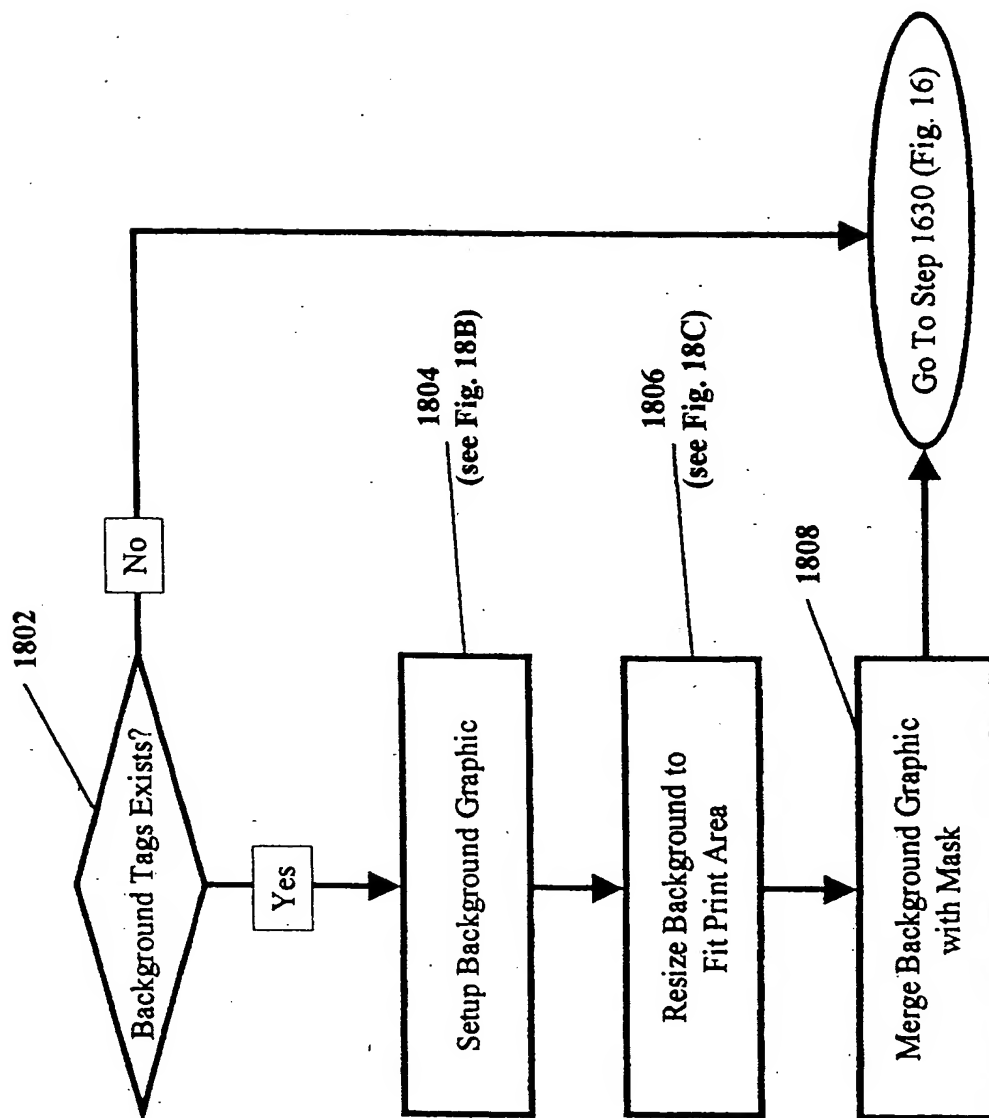 1802
Background Tags Exists?
No
Yes
1804
(see Fig. 18B)
Setup Background Graphic
1806
(see Fig. 18C)
Resize Background to
Fit Print Area
1808
Merge Background Graphic
with Mask
Go To Step 1630 (Fig. 16)